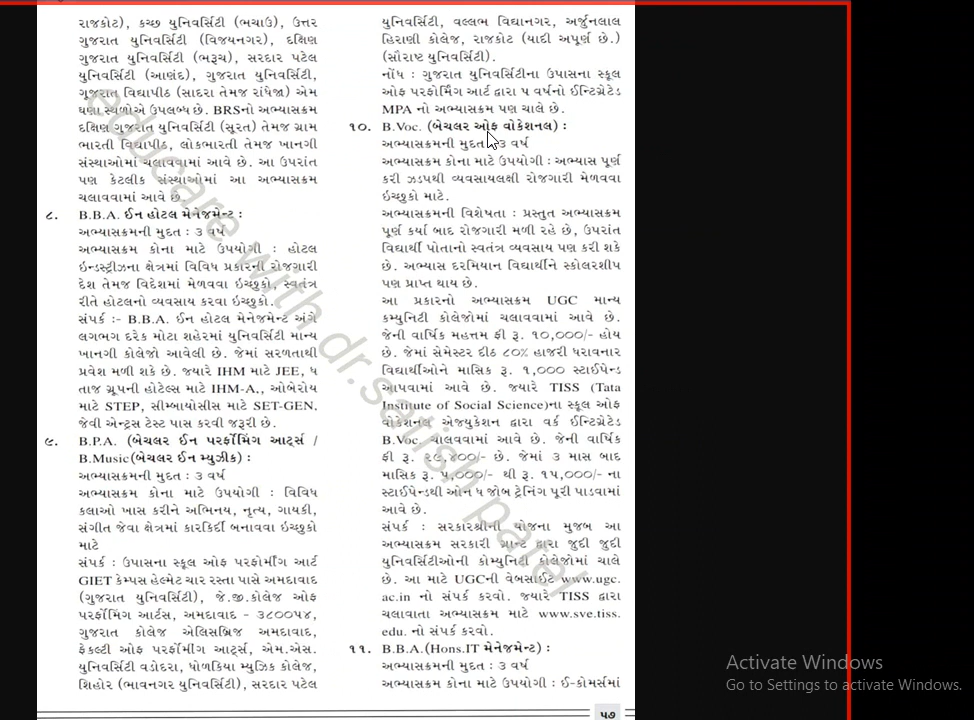 રાજકોટ), કચ્છ યુનિવર્સિટી (ભચાઉ), ઉત્તર
ગુજરાત યુનિવર્સિટી (વિજયનગર), દક્ષિણ
ગુજરાત યુનિવર્સિટી (ભરૂચ), સરદાર પટેલ
યુનિવર્સિટી (આણંદ), ગુજરાત યુનિવર્સિટી,
ગૂજરાત વિદ્યાપીઠ (સાદરા તેમજ રાંધેજા) એમ
ઘણા સ્થળોએ ઉપલબ્ધ છે. BRSનો અભ્યાસક્રમ
દક્ષિણ ગુજરાત યુનિવર્સિટી (સૂરત) તેમજ ગ્રામ
ભારતી વિદ્યાપીઠ, લોકભારતી તેમજ ખાનગી
સંસ્થાઓમાં ચલાવવામાં આવે છે. આ ઉપરાંત
પણ કેટલીક સંસ્થાઓમાં આ અભ્યાસક્રમ
ચલાવવામાં આવે છે.
૮. B.B.A. ઈન હોટલ મેનેજમેન્ટ :
અભ્યાસક્રમની મુદત : ૩ વર્ષ
અભ્યાસક્રમ કોના માટે ઉપયોગી : હોટલ
ઇન્ડસ્ટ્રીઝના ક્ષેત્રમાં વિવિધ પ્રકારની રોજગારી
દેશ તેમજ વિદેશમાં મેળવવા ઇચ્છુકો, સ્વતંત્ર
રીતે હોટલનો વ્યવસાય કરવા ઇચ્છુકો.
સંપર્ક :- B.B.A. ઈન હોટલ મેનેજમેન્ટ અંગે
લગભગ દરેક મોટા શહેરમાં યુનિવર્સિટી માન્ય
ખાનગી કોલેજો આવેલી છે. જેમાં સરળતાથી
પ્રવેશ મળી શકે છે. જ્યારે IHM માટે JEE, ધ
તાજ ગ્રૂપની હોટેલ્સ માટે IHM-A,, ઓબેરોય
માટે STEP, સીમ્બાયોસીસ માટે SET-GEN.
જેવી એન્ટ્રસ ટેસ્ટ પાસ કરવી જરૂરી છે.
૯. B.P.A. (બેચલર ઈન પરફૉર્મિંગ આર્ટ્સ /
B.Music(બેચલર ઈન મ્યુઝીક) :
અભ્યાસક્રમની મુદત : ૩ વર્ષ
અભ્યાસક્રમ કોના માટે ઉપયોગી : વિવિધ
કલાઓ ખાસ કરીને અભિનય, નૃત્ય, ગાયકી,
સંગીત જેવા ક્ષેત્રમાં કારકિર્દી બનાવવા ઇચ્છુકો
માટે
સંપર્ક : ઉપાસના સ્કૂલ ઓફ પરફોર્મીંગ આર્ટ
GIET કેમ્પસ હેલ્મેટ ચાર રસ્તા પાસે અમદાવાદ
(ગુજરાત યુનિવર્સિટી), જે.જી.કોલેજ ઓફ
પરફૉર્મિંગ આર્ટસ, અમદાવાદ - ૩૮૦૦૫૪,
ગુજરાત કોલેજ એલિસબ્રિજ અમદાવાદ,
ફેકલ્ટી ઓફ પરફૉર્મીંગ આર્ટ્સ, એમ.એસ.
યુનિવર્સિટી વડોદરા, ધોળકિયા મ્યુઝિક કોલેજ,
શિહોર (ભાવનગર યુનિવર્સિટી), સરદાર પટેલ
યુનિવર્સિટી, વલ્લભ વિદ્યાનગર, અર્જુનલાલ
હિરાણી કોલેજ, રાજકોટ (યાદી અપૂર્ણ છે.)
(સૌરાષ્ટ યુનિવર્સિટી).
નોંધ : ગુજરાત યુનિવર્સિટીના ઉપાસના સ્કૂલ
ઓફ પરફોર્મિંગ આર્ટ દ્વારા ૫ વર્ષનો ઈન્ટિગ્રેટેડ
MPA નો અભ્યાસક્રમ પણ ચાલે છે.
૧૦. B.Voc. (બેચલર ઓફ વોકેશનલ) :
અભ્યાસક્રમની મુદત : ૩ વર્ષ
અભ્યાસક્રમ કોના માટે ઉપયોગી : અભ્યાસ પૂર્ણ
કરી ઝડપથી વ્યવસાયલક્ષી રોજગારી મેળવવા
ઇચ્છુકો માટે.
અભ્યાસક્રમની વિશેષતા : પ્રસ્તુત અભ્યાસક્રમ
પૂર્ણ કર્યા બાદ રોજગારી મળી રહે છે, ઉપરાંત
વિદ્યાર્થી પોતાનો સ્વતંત્ર વ્યવસાય પણ કરી શકે
છે. અભ્યાસ દરમિયાન વિદ્યાર્થીને સ્કોલરશીપ
પણ પ્રાપ્ત થાય છે.
આ પ્રકારનો અભ્યાસક્રમ UGC માન્ય
કમ્યુનિટી કોલેજોમાં ચલાવવામાં આવે છે.
જેની વાર્ષિક મહત્તમ ફી રૂ. ૧૦,૦૦૦/- હોય
છે. જેમાં સેમેસ્ટર દીઠ ૮૦% હાજરી ધરાવનાર
વિદ્યાર્થીઓને માસિક રૂ. ૧,૦૦૦ સ્ટાઈપેન્ડ
આપવામાં આવે છે. જ્યારે TISS (Tata
Institute of Social Science)ના સ્કૂલ ઓફ
વોકેશનલ એજ્યુકેશન દ્વારા વર્ક ઈન્ટિગ્રેટેડ
B.Voc. ચાલવવામાં આવે છે. જેની વાર્ષિક
ફી રૂ. ૨૯,૪૦૦/- છે. જેમાં ૩ માસ બાદ
માસિક રૂ. ૫,૦૦૦/- થી રૂ. ૧૫,૦૦૦/- ના
સ્ટાઈપેન્ડથી ઓન ધ જોબ ટ્રેનિંગ પૂરી પાડવામાં
આવે છે.
સંપર્ક : સરકારશ્રીની યોજના મુજબ આ
અભ્યાસક્રમ સરકારી ગ્રાન્ટ દ્વારા જુદી જુદી
યુનિવર્સિટીઓની કોમ્યુનિટી કોલેજોમાં ચાલે
છે. આ માટે UGCની વેબસાઈટ www.ugc.
ac.in નો સંપર્ક કરવો. જ્યારે TISS દ્વારા
ચલાવાતા અભ્યાસક્રમ માટે www.sve.tiss.
edu. નો સંપર્ક કરવો.
૧૧. B.B.A.(Hons.IT મેનેજમેન્ટ) :
અભ્યાસક્રમની મુદત : ૩ વર્ષ
અભ્યાસક્રમ કોના માટે ઉપયોગી : ઈ-કોમર્સમાં
૫૭
educare with dr.satish patel
Activate Windows
Go to Settings to activate Windows.